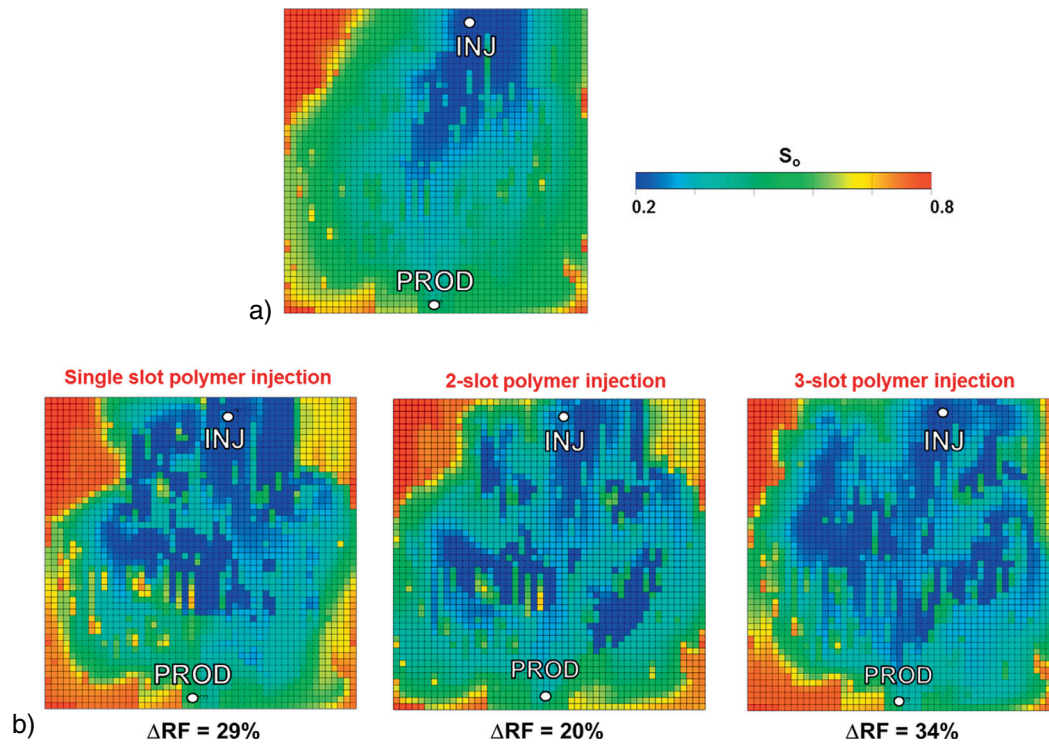 INJ
S₀
0.2 0.8
PROD
a)
Single slot polymer injection 2-slot polymer injection 3-slot polymer injection
INJ INJ INJ
PROD PROD PROD
b) ΔRF = 29% ΔRF = 20% ΔRF = 34%